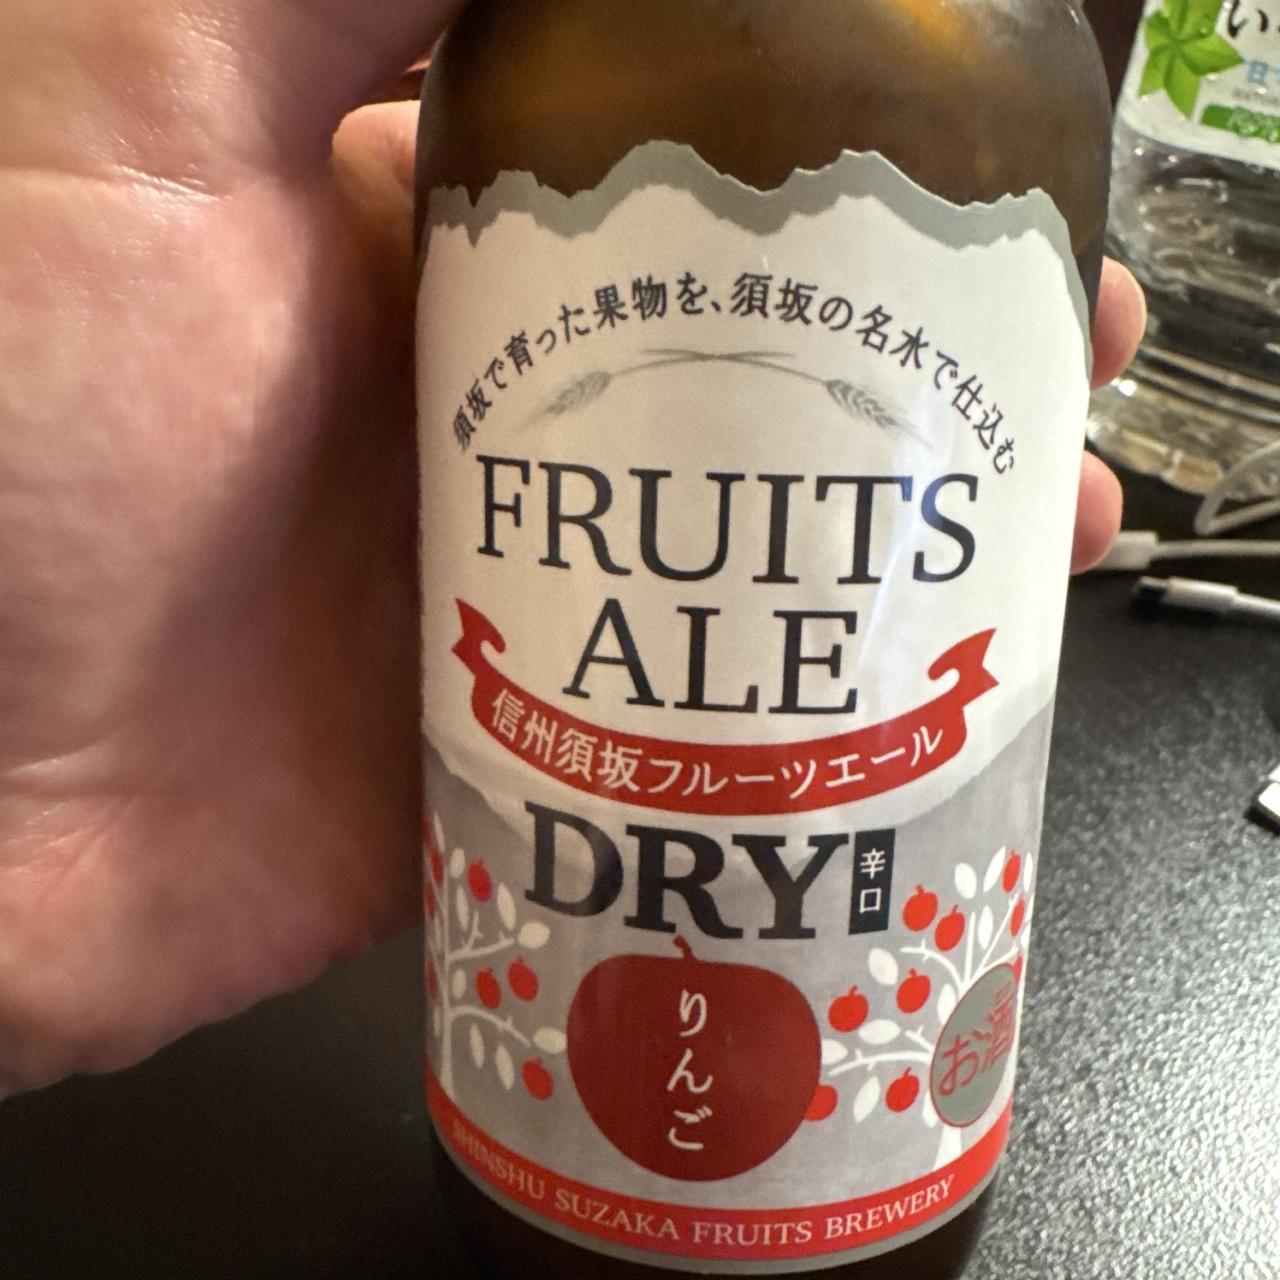 須坂で育った果物を、須坂の名水で仕込む
FRUITS
ALE
信州須坂フルーツエール
DRY 辛口
りんご
お酒
SHINSHU SUZAKA FRUITS BREWERY